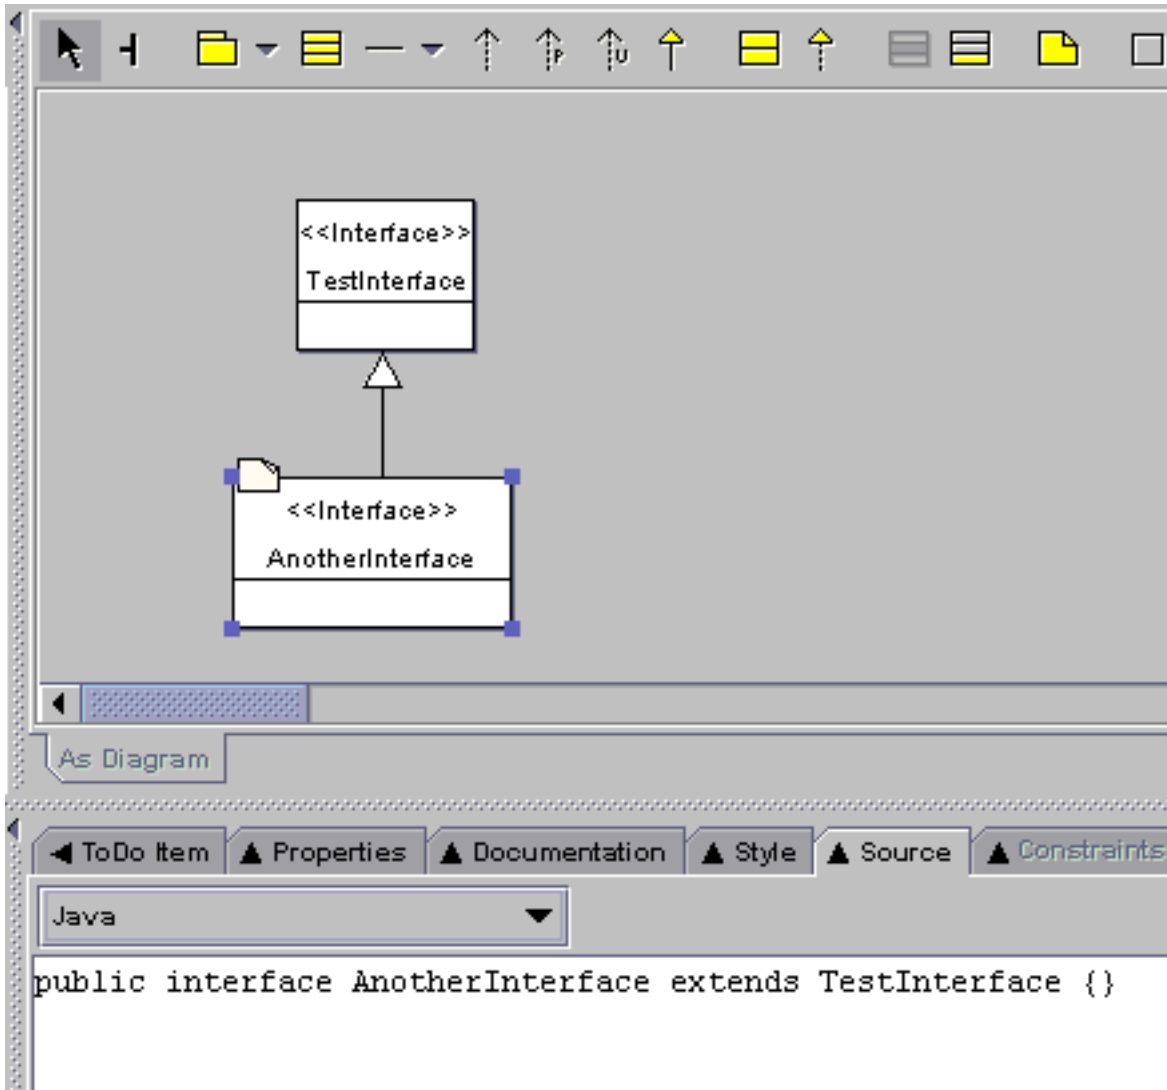 P U
<<Interface>>
TestInterface
<<Interface>>
AnotherInterface
As Diagram
ToDo Item Properties Documentation Style Source Constraints
Java
public interface AnotherInterface extends TestInterface {}